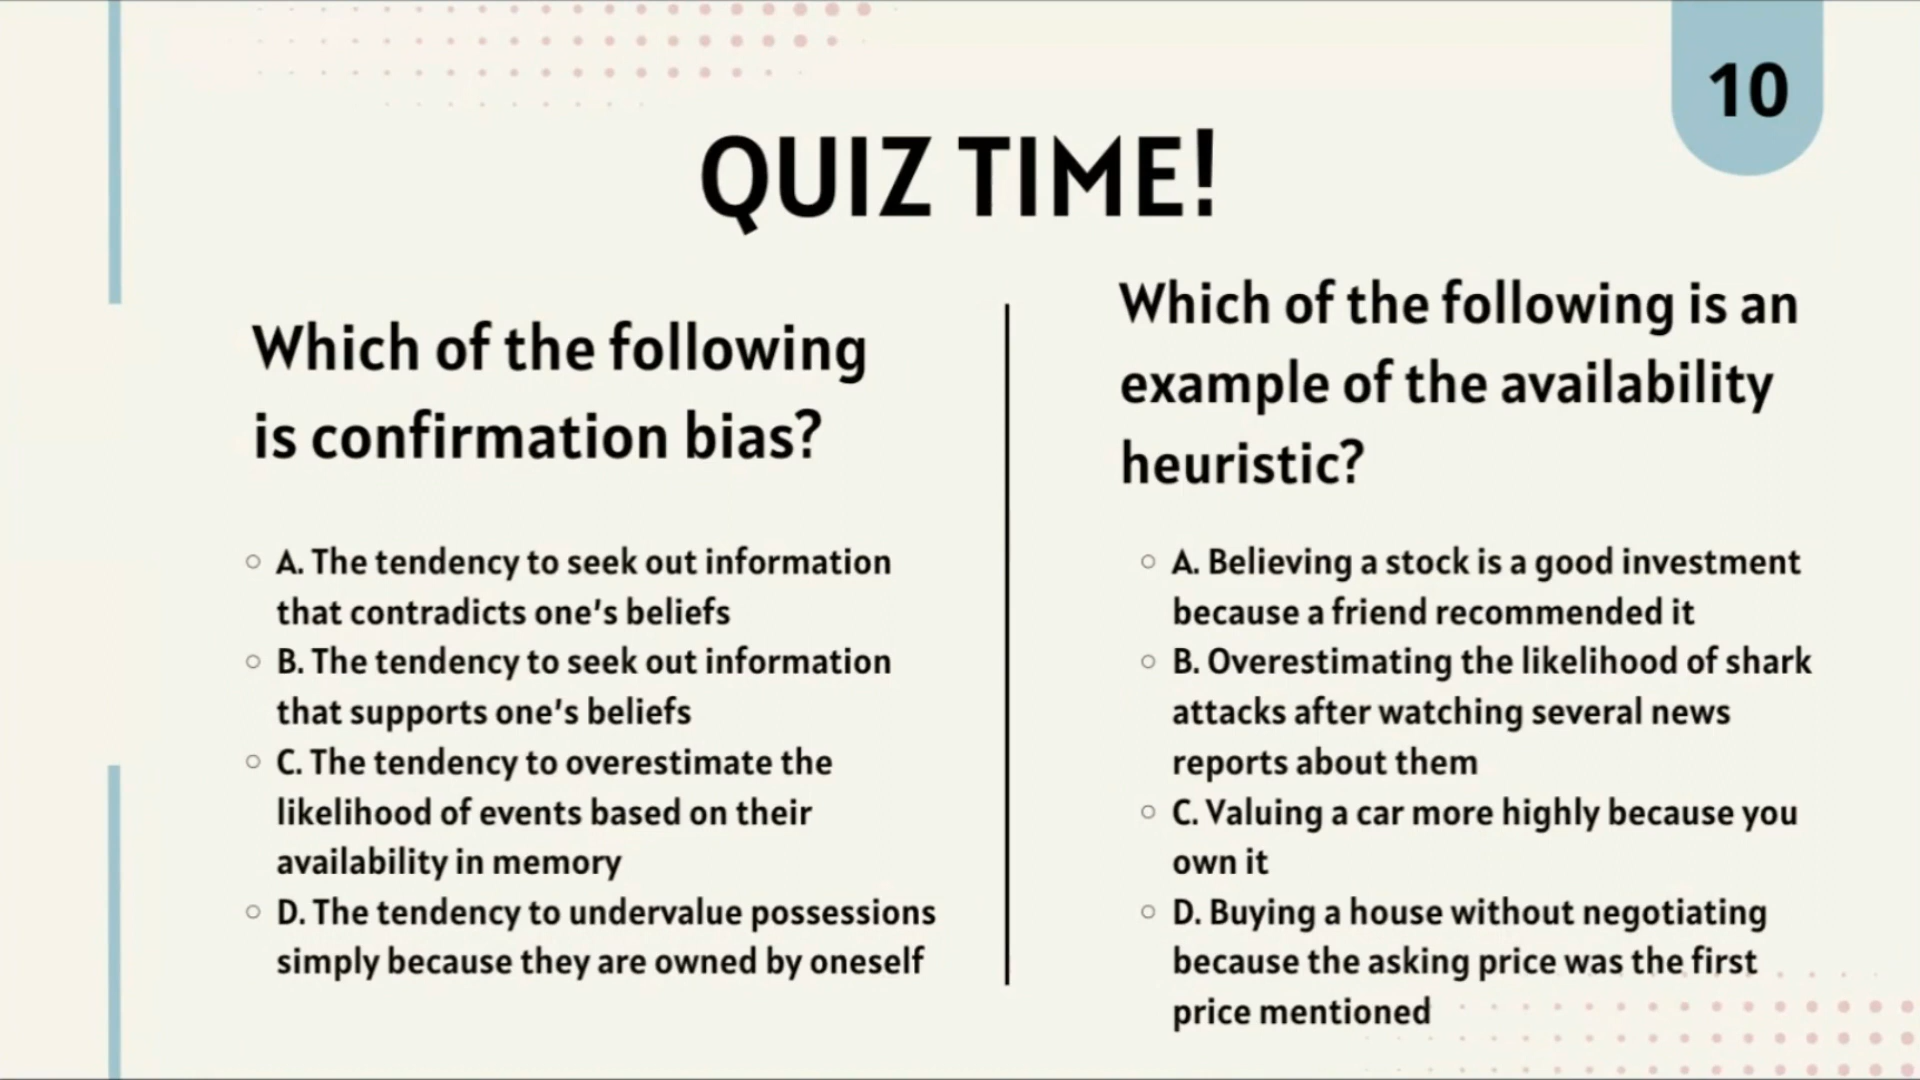 10
QUIZ TIME!
Which of the following
is confirmation bias?
A. The tendency to seek out information
that contradicts one's beliefs
B. The tendency to seek out information
that supports one's beliefs
C. The tendency to overestimate the
likelihood of events based on their
availability in memory
D. The tendency to undervalue possessions
simply because they are owned by oneself
Which of the following is an
example of the availability
heuristic?
A. Believing a stock is a good investment
because a friend recommended it
B. Overestimating the likelihood of shark
attacks after watching several news
reports about them
C. Valuing a car more highly because you
own it
D. Buying a house without negotiating
because the asking price was the first
price mentioned